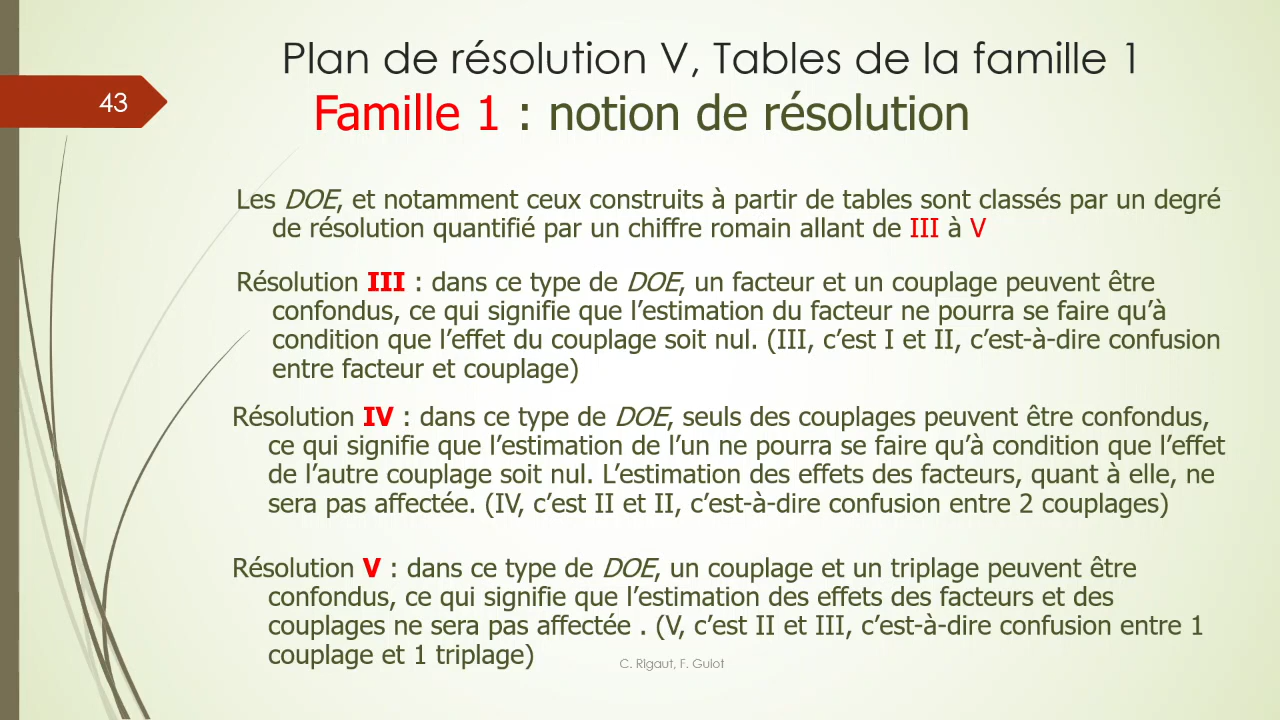 Plan de résolution V, Tables de la famille 1
43
Famille 1 : notion de résolution
Les DOE, et notamment ceux construits à partir de tables sont classés par un degré
de résolution quantifié par un chiffre romain allant de III à V
Résolution III : dans ce type de DOE, un facteur et un couplage peuvent être
confondus, ce qui signifie que l’estimation du facteur ne pourra se faire qu’à
condition que l’effet du couplage soit nul. (III, c’est I et II, c’est-à-dire confusion
entre facteur et couplage)
Résolution IV : dans ce type de DOE, seuls des couplages peuvent être confondus,
ce qui signifie que l’estimation de l’un ne pourra se faire qu’à condition que l’effet
de l’autre couplage soit nul. L’estimation des effets des facteurs, quant à elle, ne
sera pas affectée. (IV, c’est II et II, c’est-à-dire confusion entre 2 couplages)
Résolution V : dans ce type de DOE, un couplage et un triplage peuvent être
confondus, ce qui signifie que l’estimation des effets des facteurs et des
couplages ne sera pas affectée . (V, c’est II et III, c’est-à-dire confusion entre 1
couplage et 1 triplage)
C. Rigaut, F. Guiot